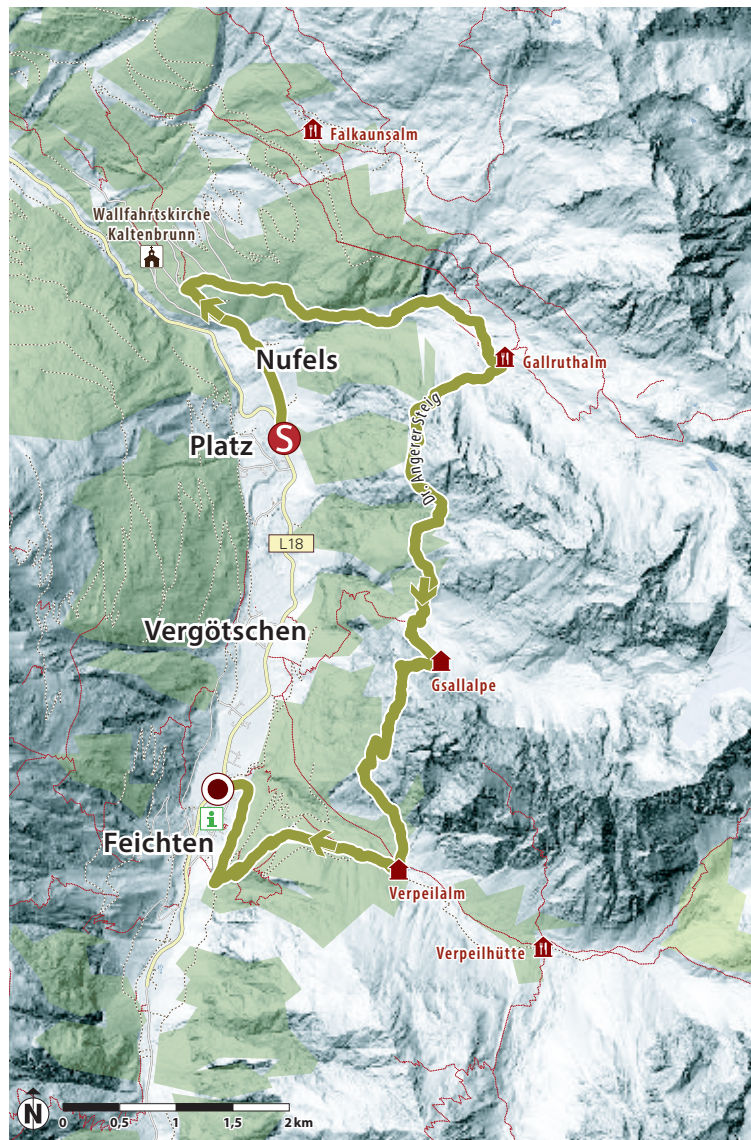 Falkaunsalm
Wallfahrtskirche
Kaltenbrunn
Nufels
Gallruthalm
Dr. Angerer Steig
Platz
S
L18
Vergötschen
Gsallalpe
i
Feichten
Verpeilalm
Verpeilhütte
N
0 0,5 1 1,5 2 km